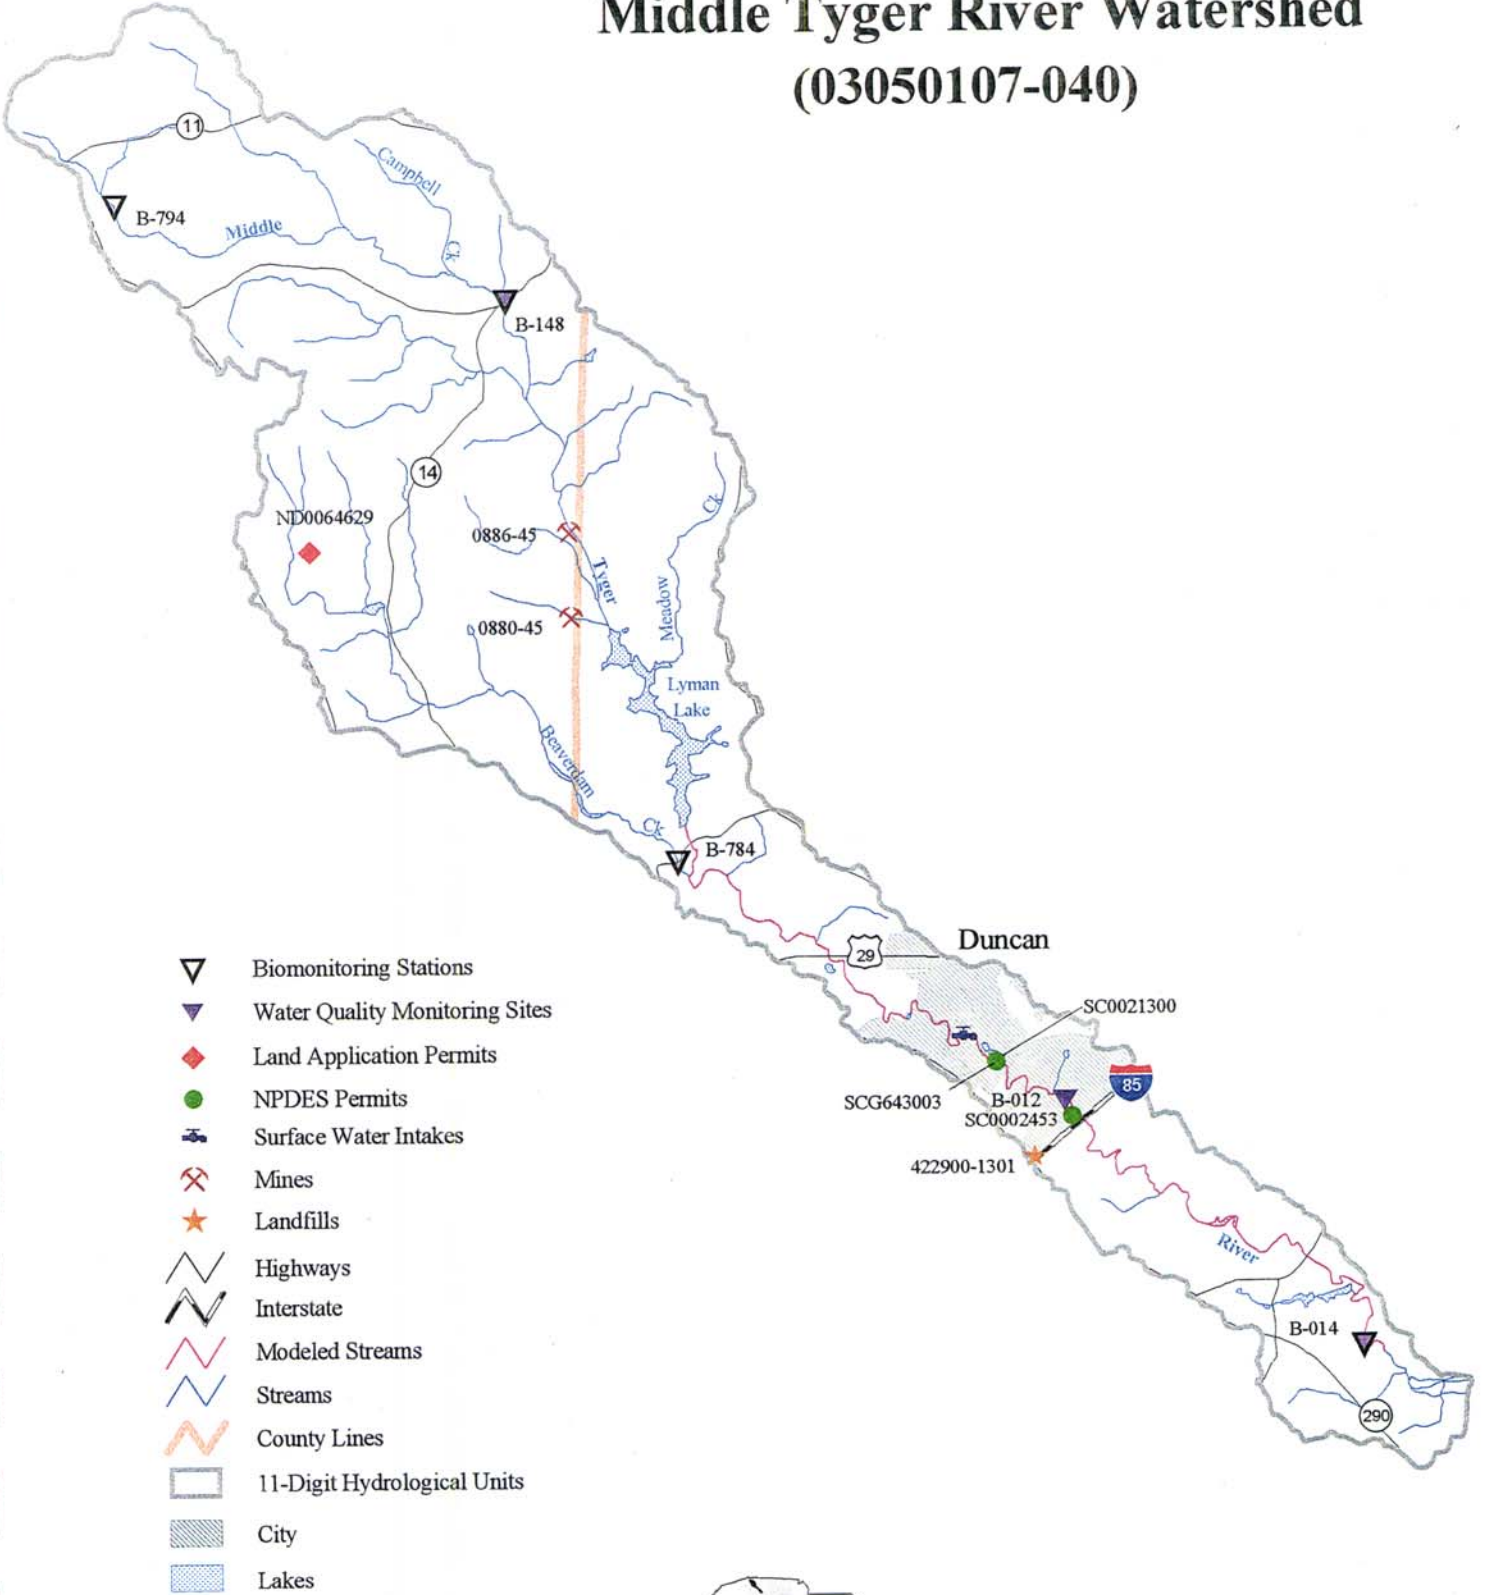 Middle Tyger River Watershed
(03050107-040)
11
Campbell
Ck
B-794
Middle
B-148
14
ND0064629
0886-45
Tyger
Ck
Meadow
0880-45
Lyman
Lake
Beaverdam
Ck
B-784
Duncan
29
SC0021300
85
SCG643003
B-012
SC0002453
422900-1301
River
B-014
290
Biomonitoring Stations
Water Quality Monitoring Sites
Land Application Permits
NPDES Permits
Surface Water Intakes
Mines
Landfills
Highways
Interstate
Modeled Streams
Streams
County Lines
11-Digit Hydrological Units
City
Lakes